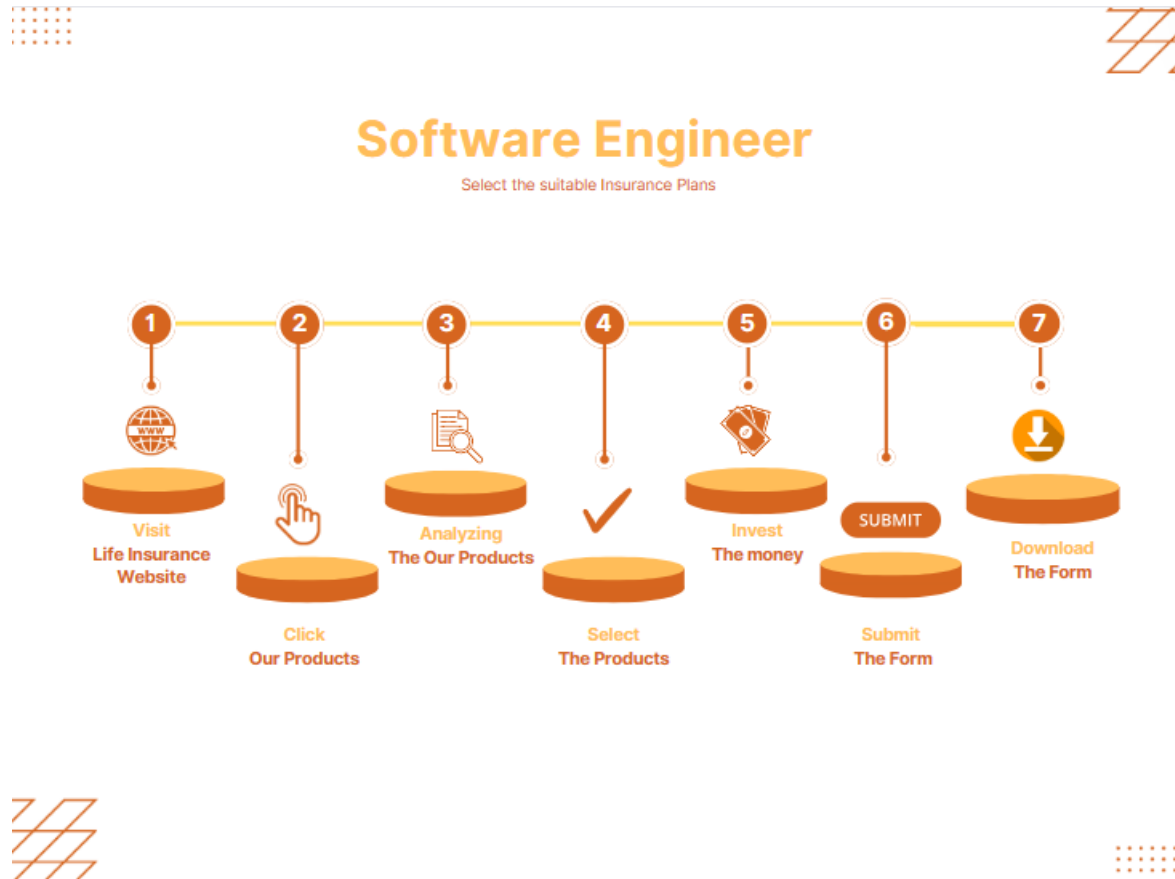 Software Engineer
Select the suitable Insurance Plans
1
2
3
4
5
6
7
WWW
Visit
Life Insurance
Website
Click
Our Products
Analyzing
The Our Products
Select
The Products
Invest
The money
SUBMIT
Submit
The Form
Download
The Form